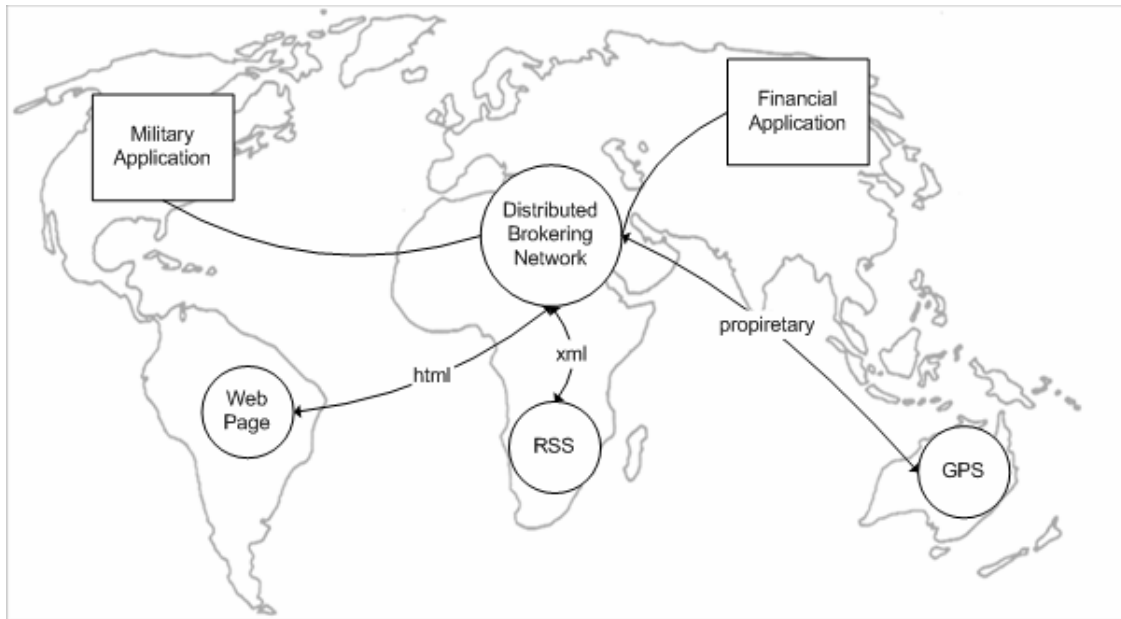 Military
Application
Financial
Application
Distributed
Brokering
Network
propiretary
html
xml
Web
Page
RSS
GPS